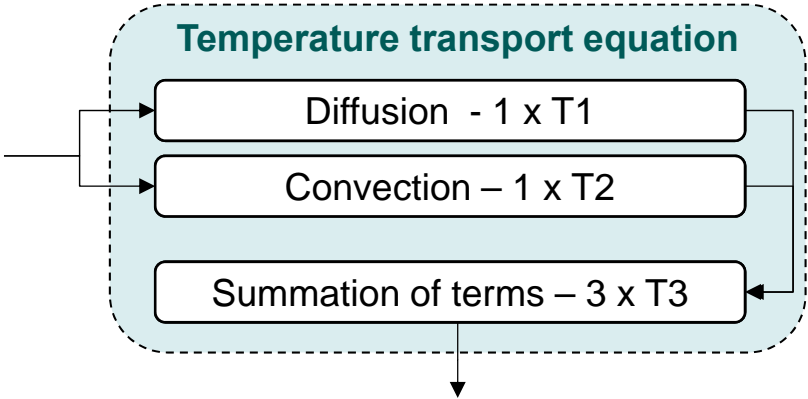 Temperature transport equation
Diffusion  - 1 x T1
Convection – 1 x T2
Summation of terms – 3 x T3